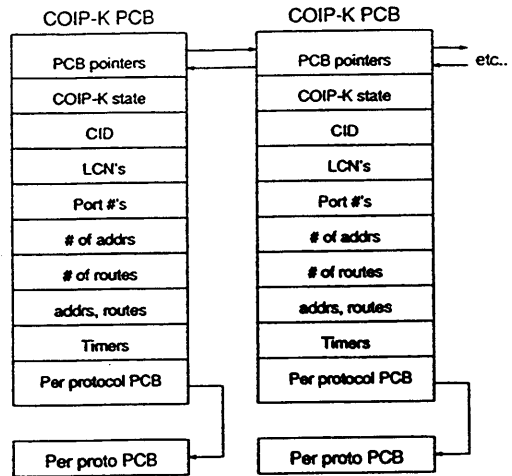 COIP-K PCB
PCB pointers
COIP-K state
CID
LCN's
Port #'s
# of addrs
# of routes
addrs, routes
Timers
Per protocol PCB
Per proto PCB
COIP-K PCB
PCB pointers
COIP-K state
CID
LCN's
Port #'s
# of addrs
# of routes
addrs, routes
Timers
Per protocol PCB
Per proto PCB
etc..